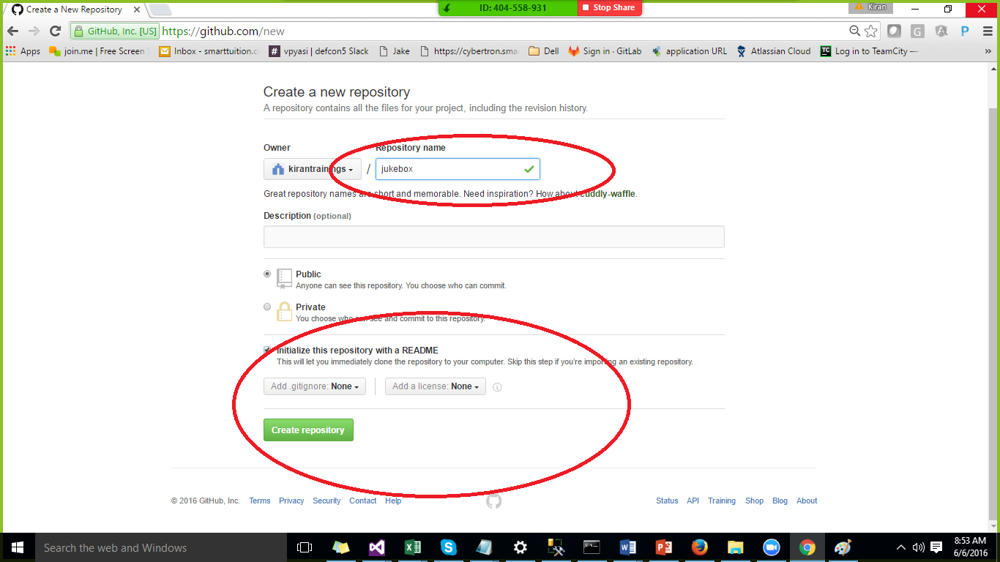 ID: 404-558-931 Stop Share
Create a New Repository Kiran
GitHub, Inc. [US] https://github.com/new
Apps join.me | Free Screen Inbox - smarttuition.c # vpyasi | defcon5 Slack Jake https://cybertron.sma Dell Sign in · GitLab application URL Atlassian Cloud TC Log in to TeamCity — »
Create a new repository
A repository contains all the files for your project, including the revision history.
Owner Repository name
kirantrainings / jukebox
Great repository names are short and memorable. Need inspiration? How about cuddly-waffle.
Description (optional)
Public
Anyone can see this repository. You choose who can commit.
Private
You choose who can see and commit to this repository.
Initialize this repository with a README
This will let you immediately clone the repository to your computer. Skip this step if you're importing an existing repository.
Add .gitignore: None Add a license: None
Create repository
© 2016 GitHub, Inc. Terms Privacy Security Contact Help Status API Training Shop Blog About
Search the web and Windows 8:53 AM
6/6/2016